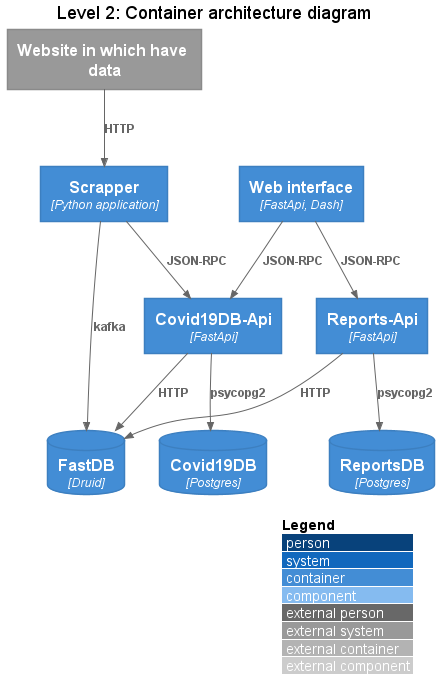 Level 2: Container architecture diagram
Website in which have
data
HTTP
Scrapper
[Python application]
Web interface
[FastApi, Dash]
JSON-RPC
JSON-RPC
JSON-RPC
Covid19DB-Api
[FastApi]
Reports-Api
[FastApi]
kafka
HTTP
psycopg2
HTTP
psycopg2
FastDB
[Druid]
Covid19DB
[Postgres]
ReportsDB
[Postgres]
Legend
person
system
container
component
external person
external system
external container
external component